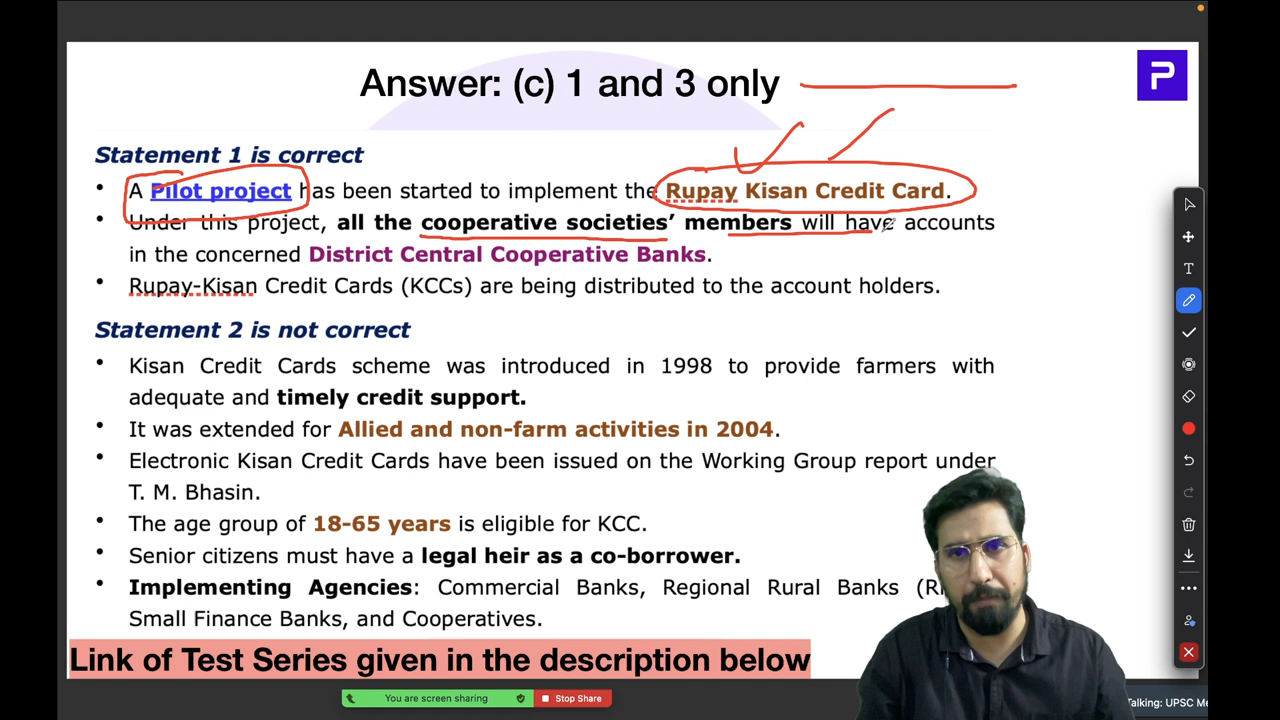 Answer: (c) 1 and 3 only
P
Statement 1 is correct
• A Pilot project has been started to implement the Rupay Kisan Credit Card.
• Under this project, all the cooperative societies’ members will have accounts
in the concerned District Central Cooperative Banks.
• Rupay-Kisan Credit Cards (KCCs) are being distributed to the account holders.
Statement 2 is not correct
• Kisan Credit Cards scheme was introduced in 1998 to provide farmers with
adequate and timely credit support.
• It was extended for Allied and non-farm activities in 2004.
• Electronic Kisan Credit Cards have been issued on the Working Group report under
T. M. Bhasin.
• The age group of 18-65 years is eligible for KCC.
• Senior citizens must have a legal heir as a co-borrower.
• Implementing Agencies: Commercial Banks, Regional Rural Banks
Small Finance Banks, and Cooperatives.
Link of Test Series given in the description below
You are screen sharing Stop Share
Talking: UPSC
T